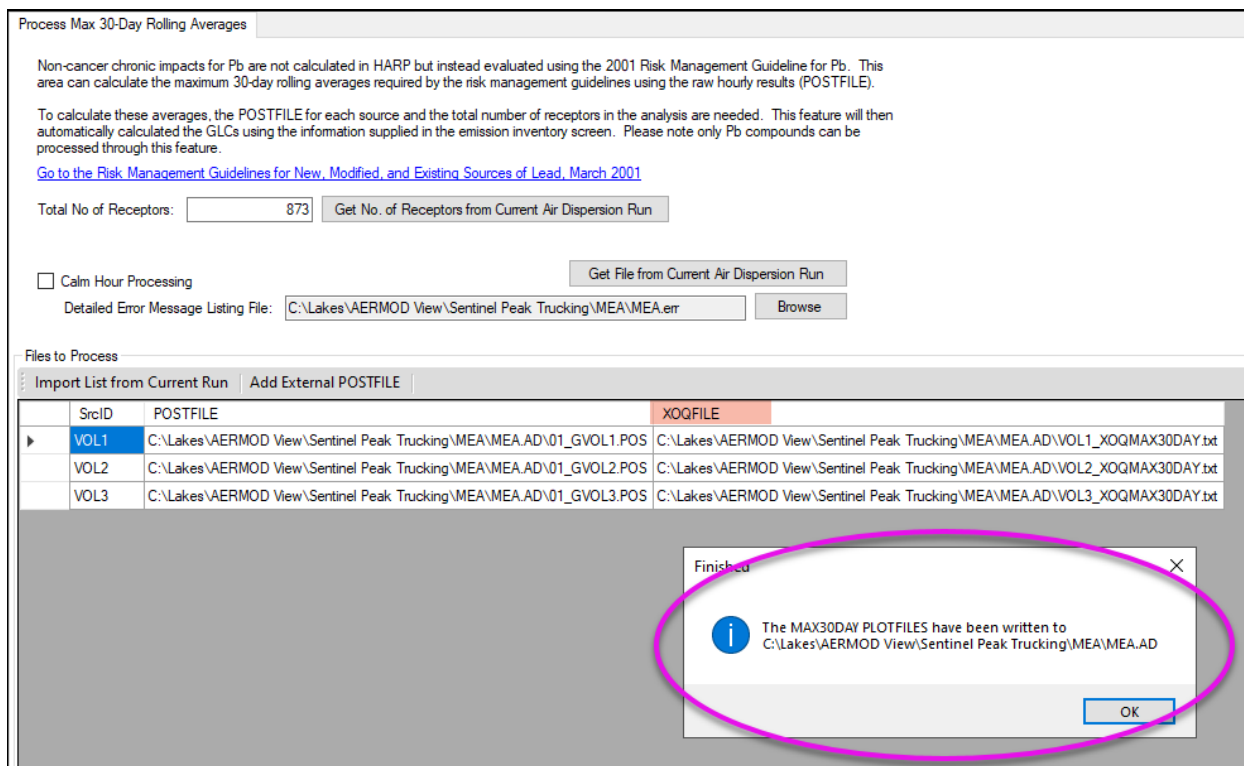 Process Max 30-Day Rolling Averages
Non-cancer chronic impacts for Pb are not calculated in HARP but instead evaluated using the 2001 Risk Management Guideline for Pb. This
area can calculate the maximum 30-day rolling averages required by the risk management guidelines using the raw hourly results (POSTFILE).
To calculate these averages, the POSTFILE for each source and the total number of receptors in the analysis are needed. This feature will then
automatically calculated the GLCs using the information supplied in the emission inventory screen. Please note only Pb compounds can be
processed through this feature.
Go to the Risk Management Guidelines for New, Modified, and Existing Sources of Lead, March 2001
Total No of Receptors: 873 Get No. of Receptors from Current Air Dispersion Run
Get File from Current Air Dispersion Run
Calm Hour Processing
Detailed Error Message Listing File: C:\Lakes\AERMOD View\Sentinel Peak Trucking\MEA\MEA.err Browse
Files to Process
Import List from Current Run Add External POSTFILE
SrcID POSTFILE XOQFILE
VOL1 C:\Lakes\AERMOD View\Sentinel Peak Trucking\MEA\MEA.AD\01_GVOL1.POS C:\Lakes\AERMOD View\Sentinel Peak Trucking\MEA\MEA.AD\VOL1_XOQMAX30DAY.txt
VOL2 C:\Lakes\AERMOD View\Sentinel Peak Trucking\MEA\MEA.AD\01_GVOL2.POS C:\Lakes\AERMOD View\Sentinel Peak Trucking\MEA\MEA.AD\VOL2_XOQMAX30DAY.txt
VOL3 C:\Lakes\AERMOD View\Sentinel Peak Trucking\MEA\MEA.AD\01_GVOL3.POS C:\Lakes\AERMOD View\Sentinel Peak Trucking\MEA\MEA.AD\VOL3_XOQMAX30DAY.txt
Finished
The MAX30DAY PLOTFILES have been written to
C:\Lakes\AERMOD View\Sentinel Peak Trucking\MEA\MEA.AD
OK